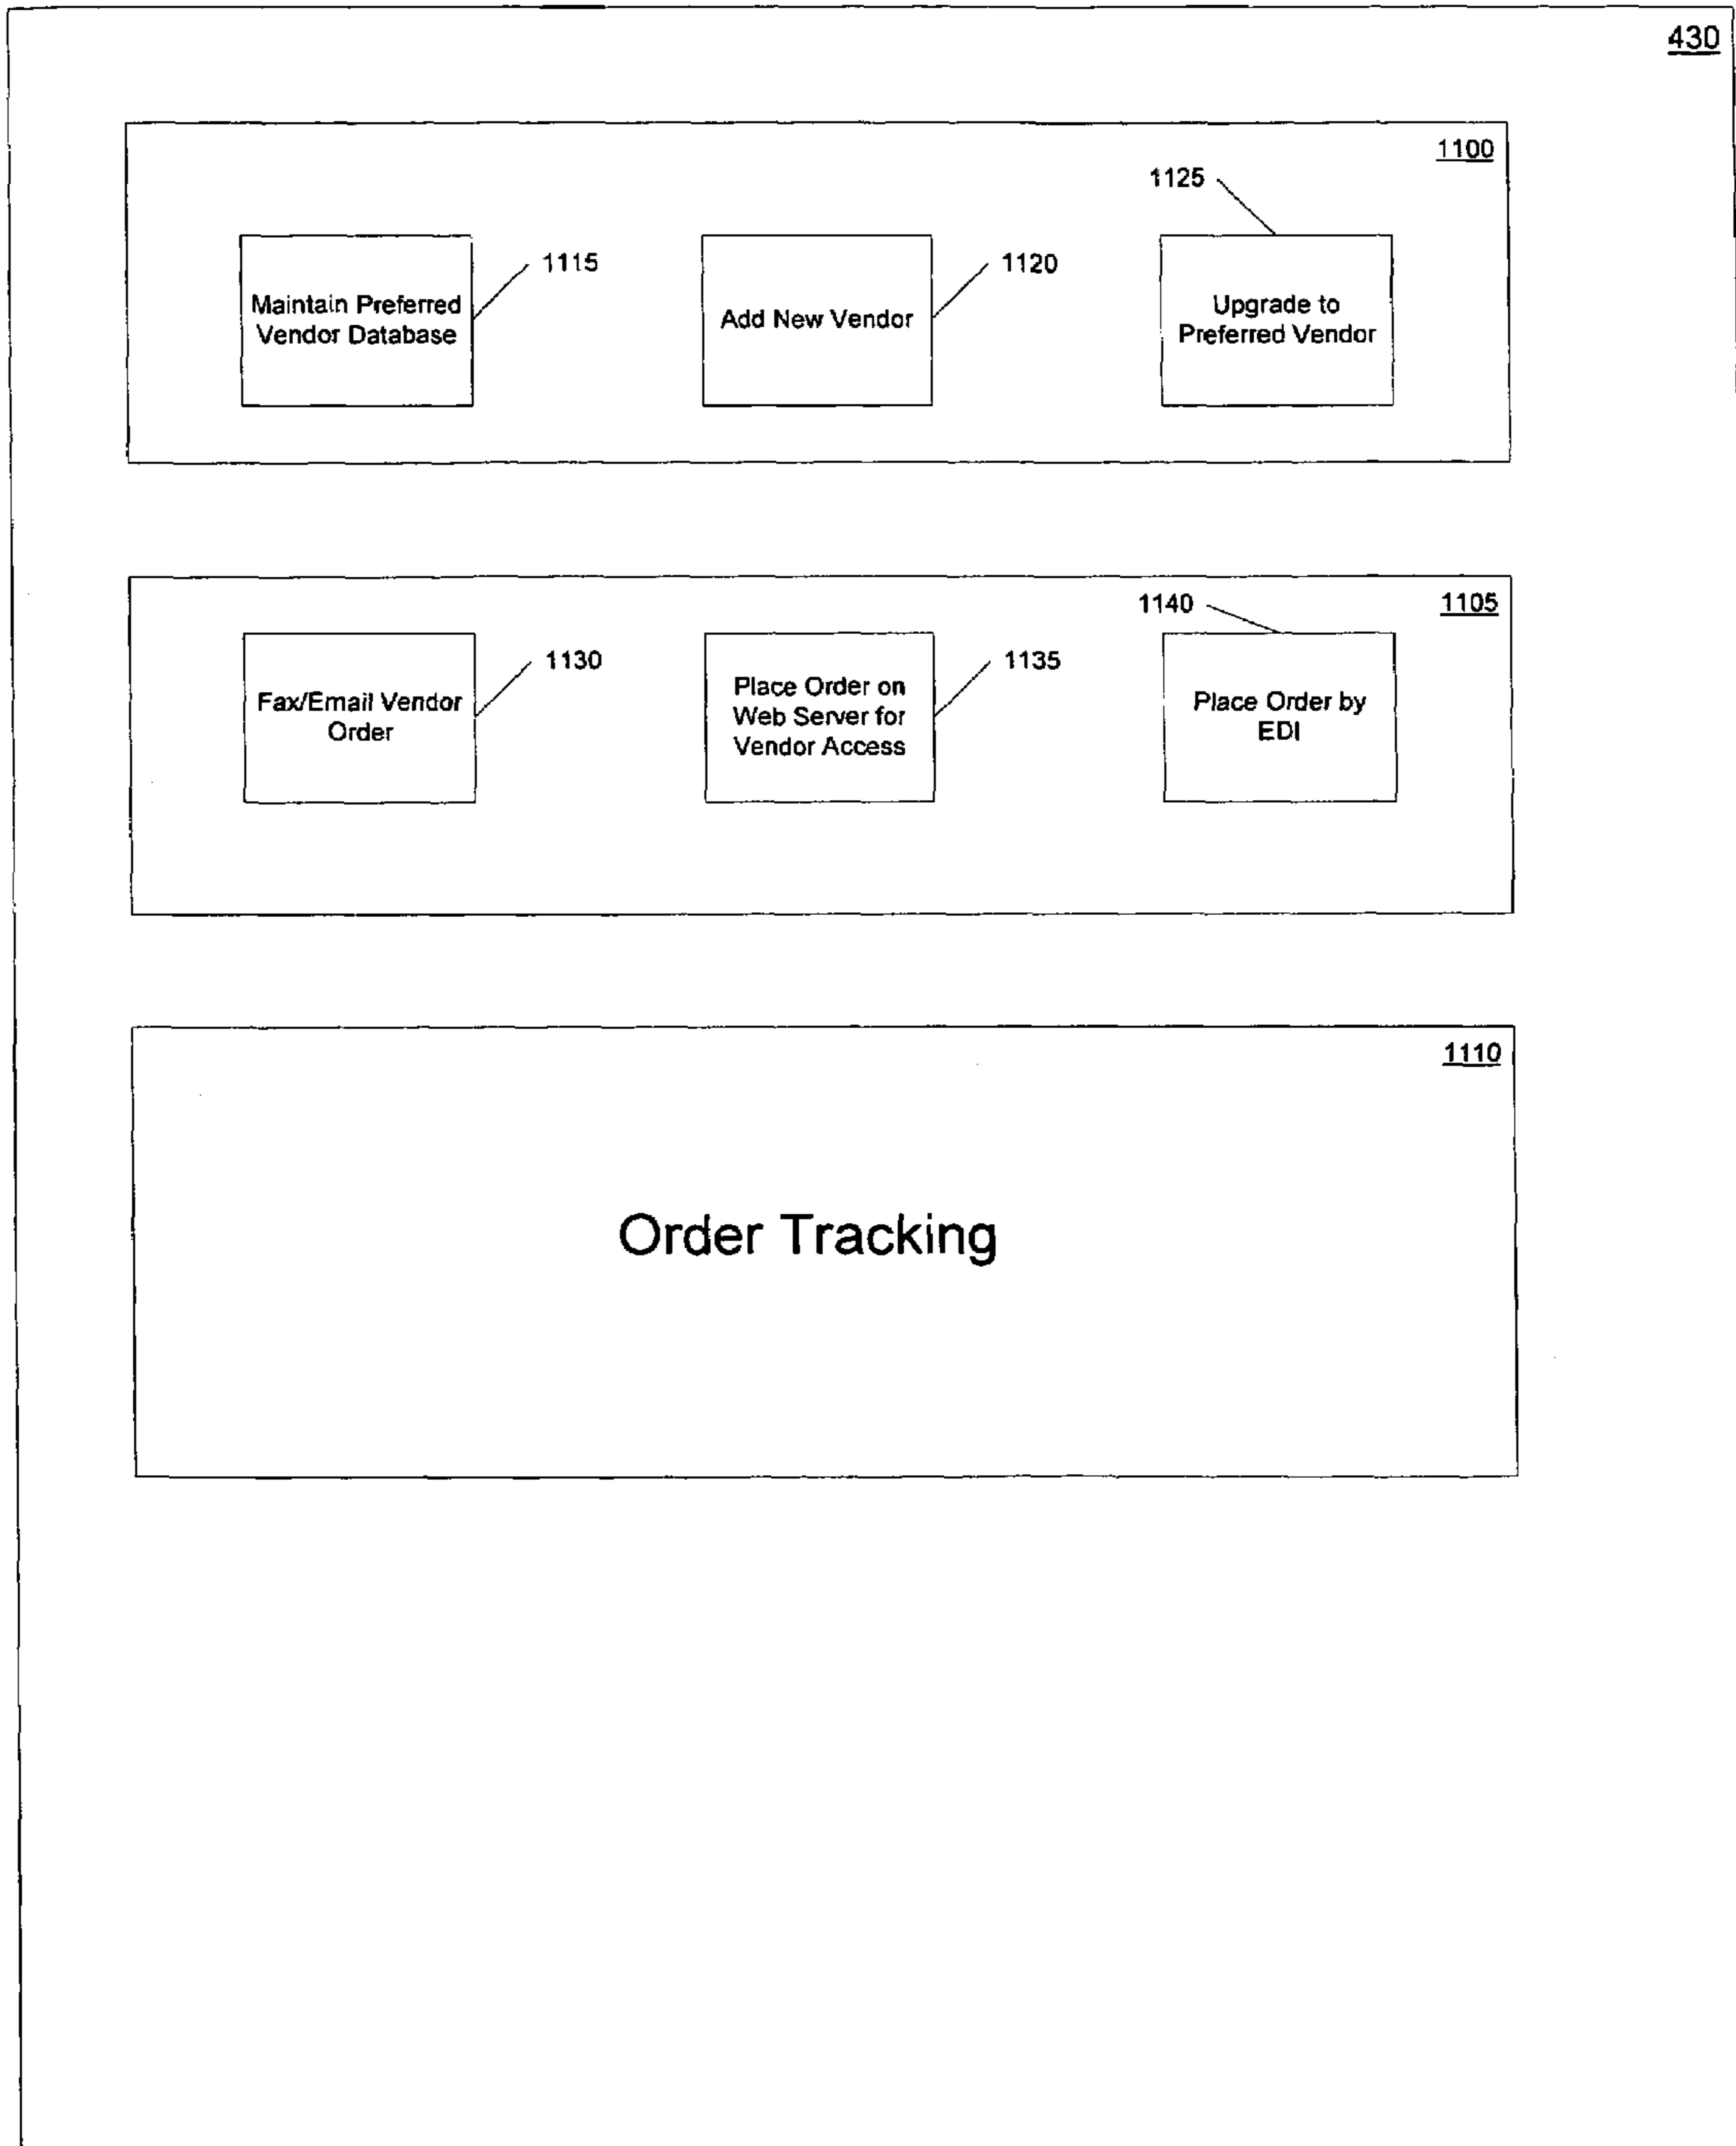 430
1100
1125
1115
1120
Maintain Preferred
Vendor Database
Add New Vendor
Upgrade to
Preferred Vendor
1105
1140
1130
1135
Fax/Email Vendor
Order
Place Order on
Web Server for
Vendor Access
Place Order by
EDI
1110
Order Tracking